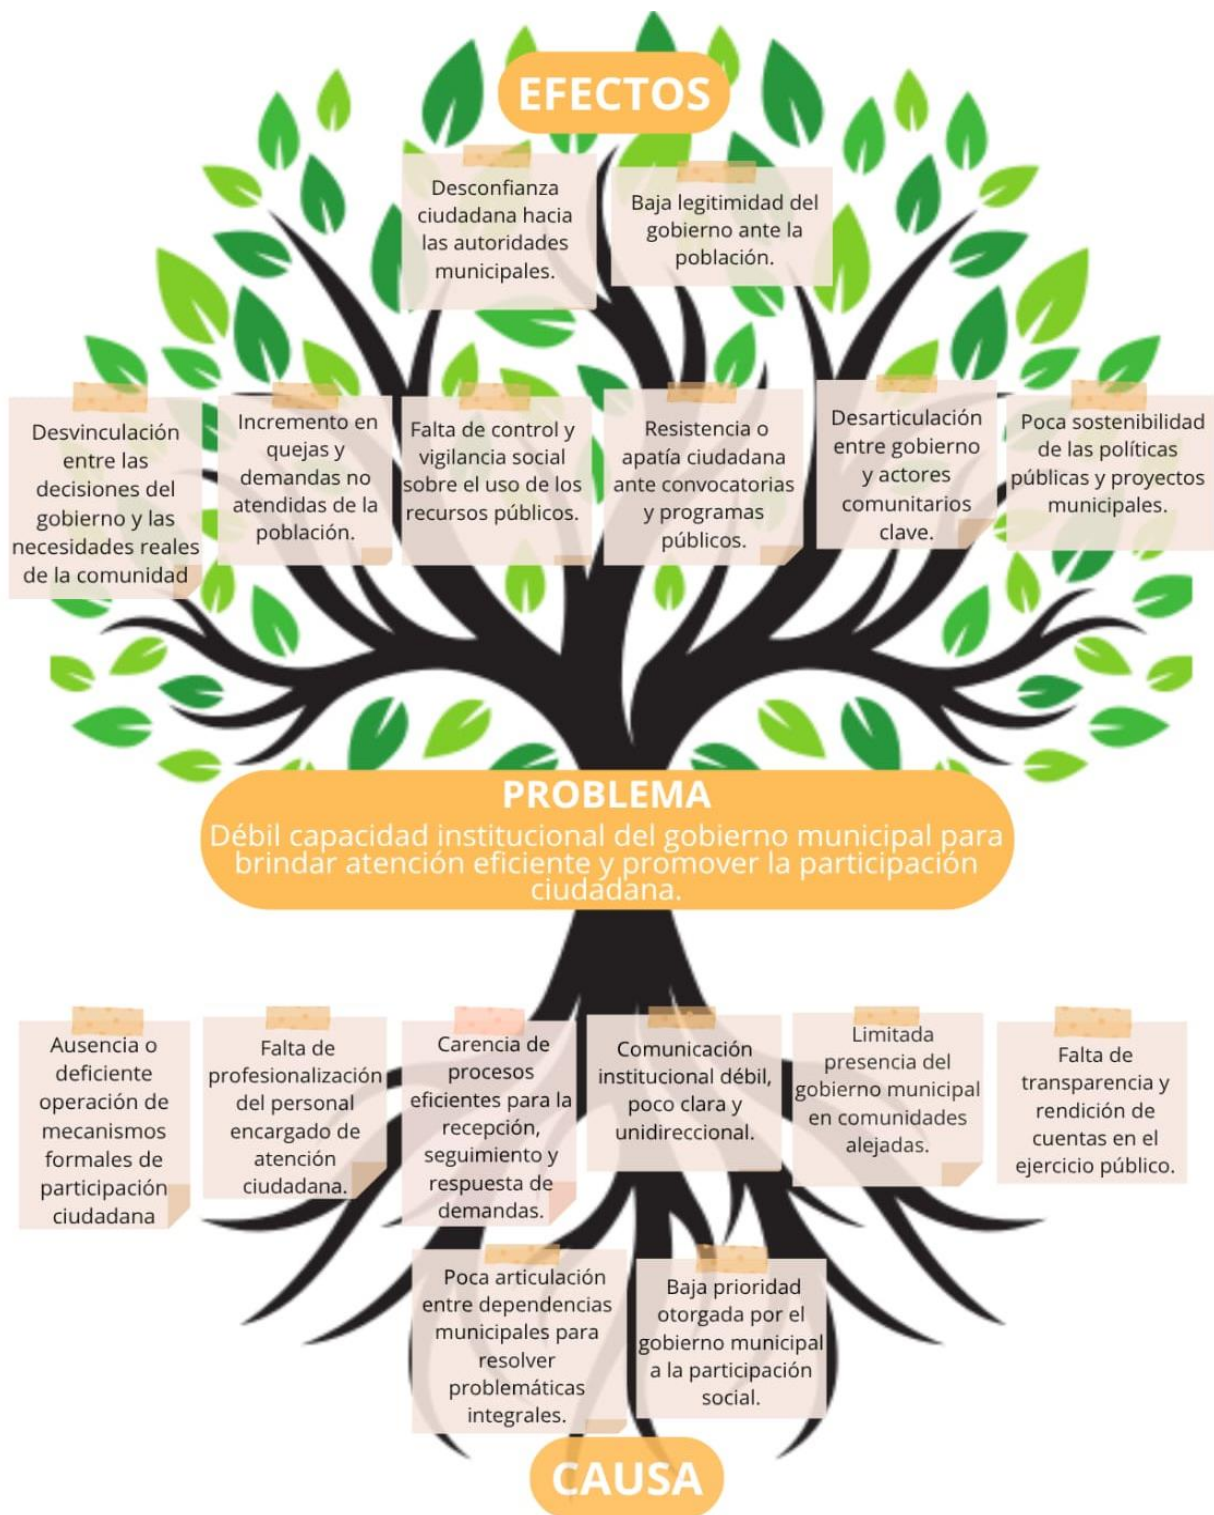 EFECTOS
Desconfianza
ciudadana hacia
las autoridades
municipales.
Baja legitimidad del
gobierno ante la
población.
Desvinculación
entre las
decisiones del
gobierno y las
necesidades reales
de la comunidad
Incremento en
quejas y
demandas no
atendidas de la
población.
Falta de control y
vigilancia social
sobre el uso de los
recursos públicos.
Resistencia o
apatía ciudadana
ante convocatorias
y programas
públicos.
Desarticulación
entre gobierno
y actores
comunitarios
clave.
Poca sostenibilidad
de las políticas
públicas y proyectos
municipales.
PROBLEMA
Débil capacidad institucional del gobierno municipal para
brindar atención eficiente y promover la participación
ciudadana.
Ausencia o
deficiente
operación de
mecanismos
formales de
participación
ciudadana
Falta de
profesionalización
del personal
encargado de
atención
ciudadana.
Carencia de
procesos
eficientes para la
recepción,
seguimiento y
respuesta de
demandas.
Comunicación
institucional débil,
poco clara y
unidireccional.
Limitada
presencia del
gobierno municipal
en comunidades
alejadas.
Falta de
transparencia y
rendición de
cuentas en el
ejercicio público.
Poca articulación
entre dependencias
municipales para
resolver
problemáticas
integrales.
Baja prioridad
otorgada por el
gobierno municipal
a la participación
social.
CAUSA